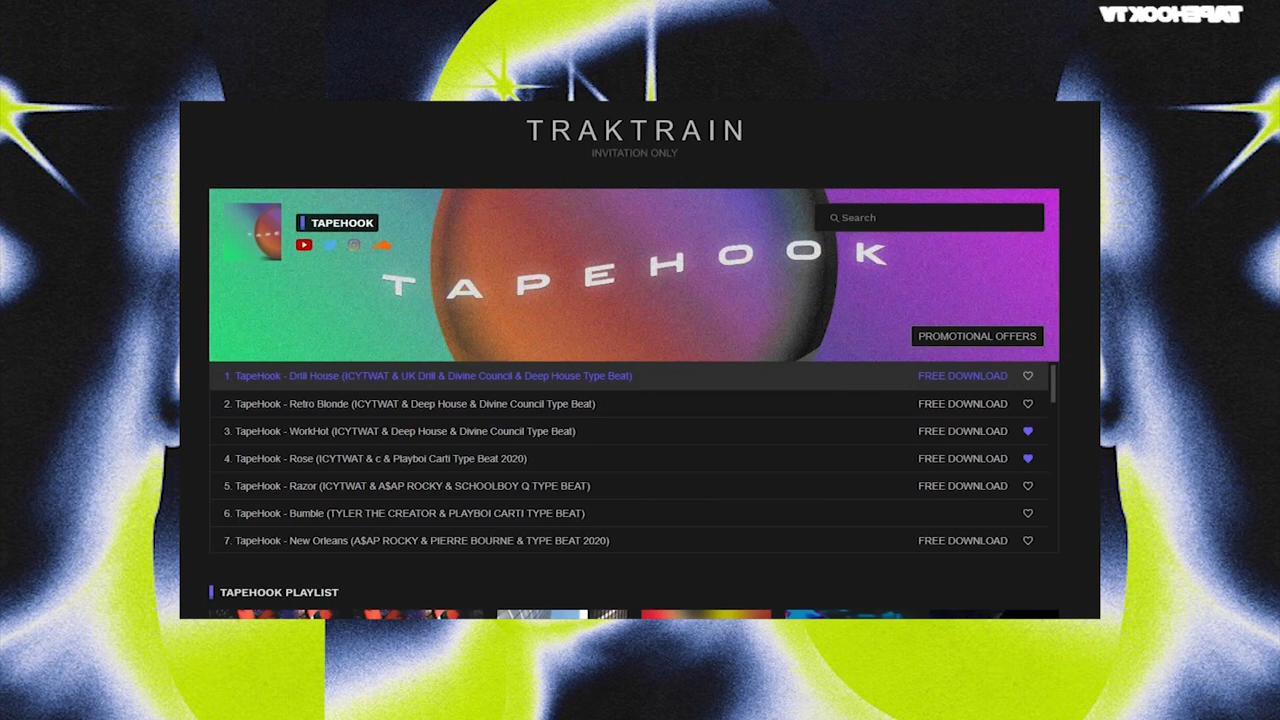 TAPEHOOK TV
TRAKTRAIN
INVITATION ONLY
TAPEHOOK
Search
TAPEHOOK
PROMOTIONAL OFFERS
1. TapeHook - Drill House (ICYTWAT & UK Drill & Divine Council & Deep House Type Beat) FREE DOWNLOAD
2. TapeHook - Retro Blonde (ICYTWAT & Deep House & Divine Council Type Beat) FREE DOWNLOAD
3. TapeHook - WorkHot (ICYTWAT & Deep House & Divine Council Type Beat) FREE DOWNLOAD
4. TapeHook - Rose (ICYTWAT & c & Playboi Carti Type Beat 2020) FREE DOWNLOAD
5. TapeHook - Razor (ICYTWAT & A$AP ROCKY & SCHOOLBOY Q TYPE BEAT) FREE DOWNLOAD
6. TapeHook - Bumble (TYLER THE CREATOR & PLAYBOI CARTI TYPE BEAT)
7. TapeHook - New Orleans (A$AP ROCKY & PIERRE BOURNE & TYPE BEAT 2020) FREE DOWNLOAD
TAPEHOOK PLAYLIST